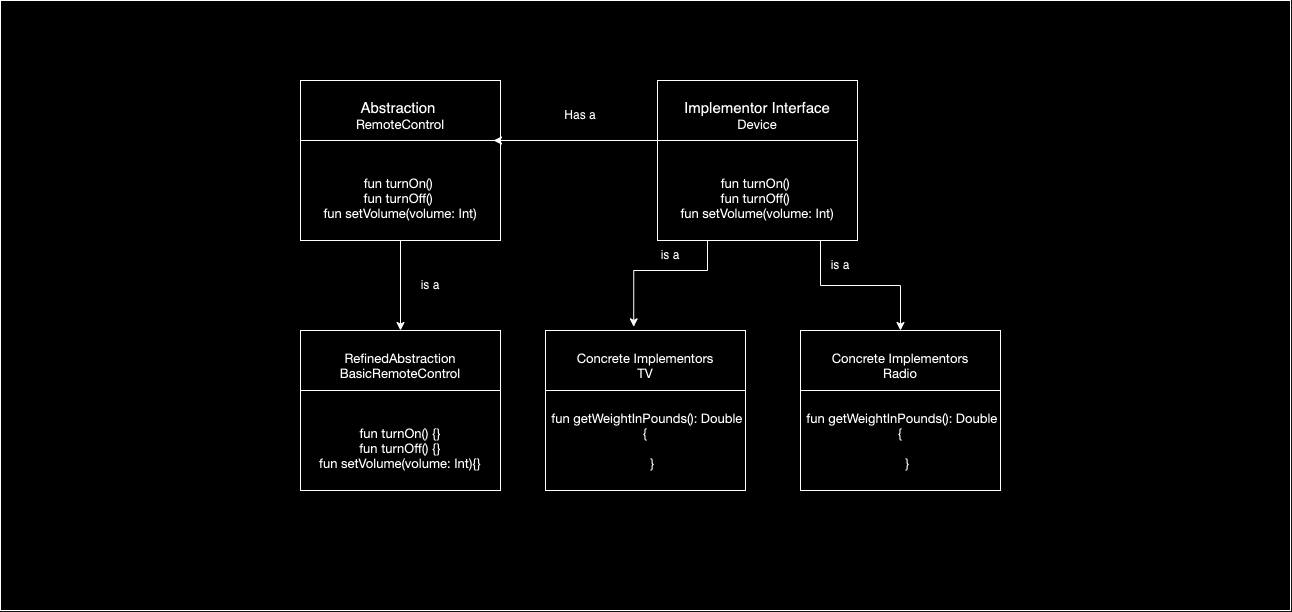 Abstraction
RemoteControl
fun turnOn()
fun turnOff()
fun setVolume(volume: Int)
Has a
Implementor Interface
Device
fun turnOn()
fun turnOff()
fun setVolume(volume: Int)
is a
is a
is a
RefinedAbstraction
BasicRemoteControl
fun turnOn() {}
fun turnOff() {}
fun setVolume(volume: Int){}
Concrete Implementors
TV
fun getWeightInPounds(): Double
{
}
Concrete Implementors
Radio
fun getWeightInPounds(): Double
{
}